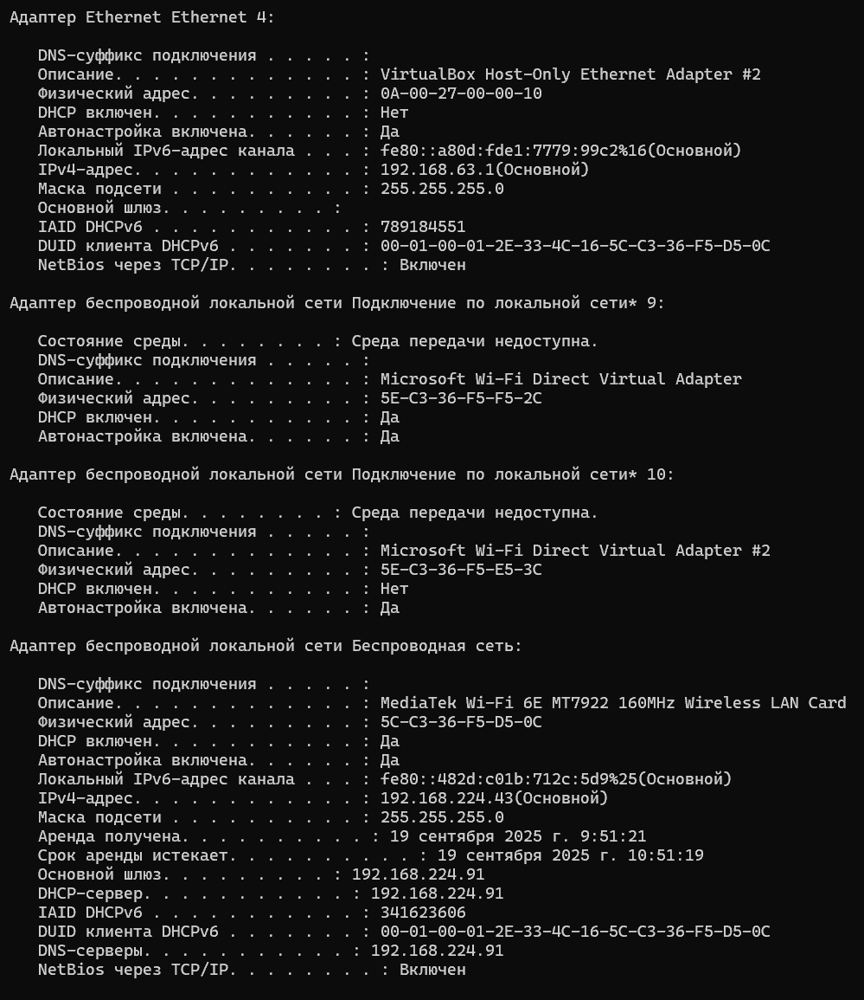 Адаптер Ethernet Ethernet 4:
DNS-суффикс подключения . . . . . :
Описание. . . . . . . . . . . . . : VirtualBox Host-Only Ethernet Adapter #2
Физический адрес. . . . . . . . . : 0A-00-27-00-00-10
DHCP включен. . . . . . . . . . . : Нет
Автонастройка включена. . . . . . : Да
Локальный IPv6-адрес канала . . . : fe80::a80d:fde1:7779:99c2%16(Основной)
IPv4-адрес. . . . . . . . . . . . : 192.168.63.1(Основной)
Маска подсети . . . . . . . . . . : 255.255.255.0
Основной шлюз. . . . . . . . . :
IAID DHCPv6 . . . . . . . . . . . : 789184551
DUID клиента DHCPv6 . . . . . . . : 00-01-00-01-2E-33-4C-16-5C-C3-36-F5-D5-0C
NetBios через TCP/IP. . . . . . . . : Включен
Адаптер беспроводной локальной сети Подключение по локальной сети* 9:
Состояние среды. . . . . . . . : Среда передачи недоступна.
DNS-суффикс подключения . . . . . :
Описание. . . . . . . . . . . . . : Microsoft Wi-Fi Direct Virtual Adapter
Физический адрес. . . . . . . . . : 5E-C3-36-F5-F5-2C
DHCP включен. . . . . . . . . . . : Да
Автонастройка включена. . . . . . : Да
Адаптер беспроводной локальной сети Подключение по локальной сети* 10:
Состояние среды. . . . . . . . : Среда передачи недоступна.
DNS-суффикс подключения . . . . . :
Описание. . . . . . . . . . . . . : Microsoft Wi-Fi Direct Virtual Adapter #2
Физический адрес. . . . . . . . . : 5E-C3-36-F5-E5-3C
DHCP включен. . . . . . . . . . . : Нет
Автонастройка включена. . . . . . : Да
Адаптер беспроводной локальной сети Беспроводная сеть:
DNS-суффикс подключения . . . . . :
Описание. . . . . . . . . . . . . : MediaTek Wi-Fi 6E MT7922 160MHz Wireless LAN Card
Физический адрес. . . . . . . . . : 5C-C3-36-F5-D5-0C
DHCP включен. . . . . . . . . . . : Да
Автонастройка включена. . . . . . : Да
Локальный IPv6-адрес канала . . . : fe80::482d:c01b:712c:5d9%25(Основной)
IPv4-адрес. . . . . . . . . . . . : 192.168.224.43(Основной)
Маска подсети . . . . . . . . . . : 255.255.255.0
Аренда получена. . . . . . . . . . : 19 сентября 2025 г. 9:51:21
Срок аренды истекает. . . . . . . . . . : 19 сентября 2025 г. 10:51:19
Основной шлюз. . . . . . . . . : 192.168.224.91
DHCP-сервер. . . . . . . . . . . : 192.168.224.91
IAID DHCPv6 . . . . . . . . . . . : 341623606
DUID клиента DHCPv6 . . . . . . . : 00-01-00-01-2E-33-4C-16-5C-C3-36-F5-D5-0C
DNS-серверы. . . . . . . . . . . : 192.168.224.91
NetBios через TCP/IP. . . . . . . . : Включен